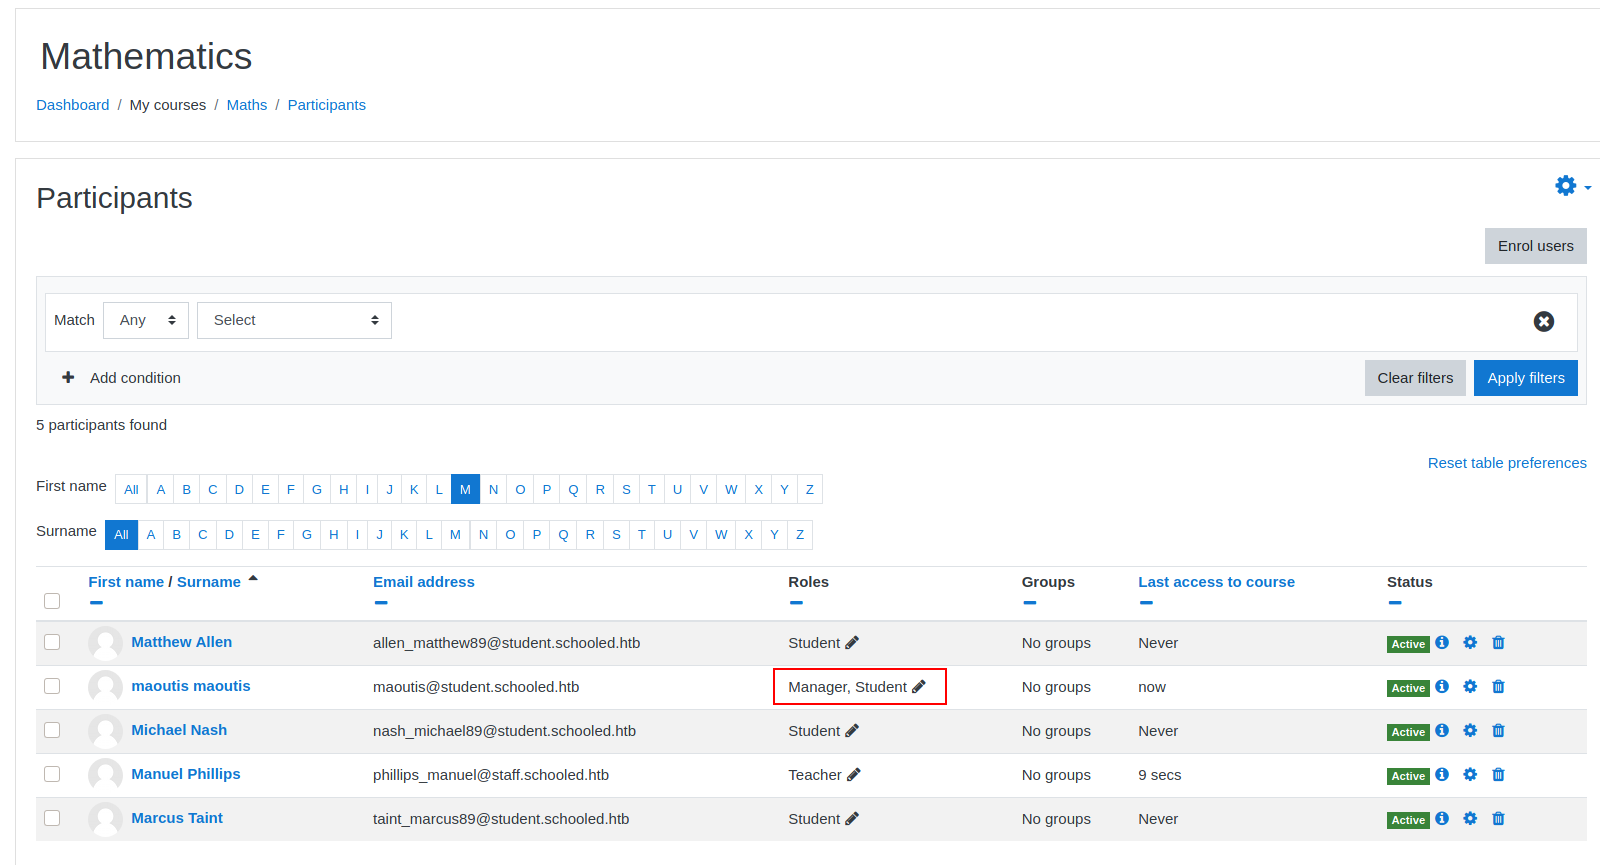 Mathematics
Dashboard / My courses / Maths / Participants
Participants
Enrol users
Match Any Select
Add condition Clear filters Apply filters
5 participants found
Reset table preferences
First name All A B C D E F G H I J K L M N O P Q R S T U V W X Y Z
Surname All A B C D E F G H I J K L M N O P Q R S T U V W X Y Z
First name / Surname Email address Roles Groups Last access to course Status
Matthew Allen allen_matthew89@student.schooled.htb Student No groups Never Active
maoutis maoutis maoutis@student.schooled.htb Manager, Student No groups now Active
Michael Nash nash_michael89@student.schooled.htb Student No groups Never Active
Manuel Phillips phillips_manuel@staff.schooled.htb Teacher No groups 9 secs Active
Marcus Taint taint_marcus89@student.schooled.htb Student No groups Never Active